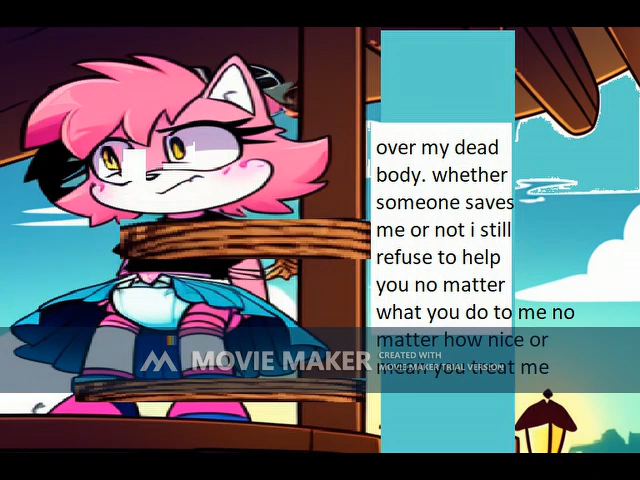 over my dead
body. whether
someone saves
me or not i still
refuse to help
you no matter
what you do to me no
matter how nice or
mean you treat me
MOVIE MAKER
CREATED WITH
MOVIE MAKER TRIAL VERSION